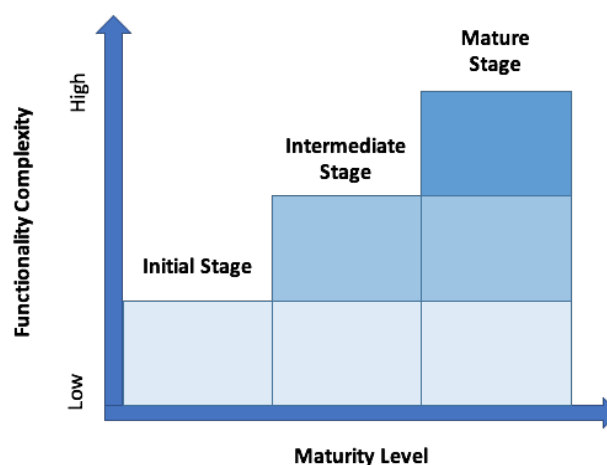 Mature
Stage
High
Intermediate
Stage
Functionality Complexity
Initial Stage
Low
Maturity Level